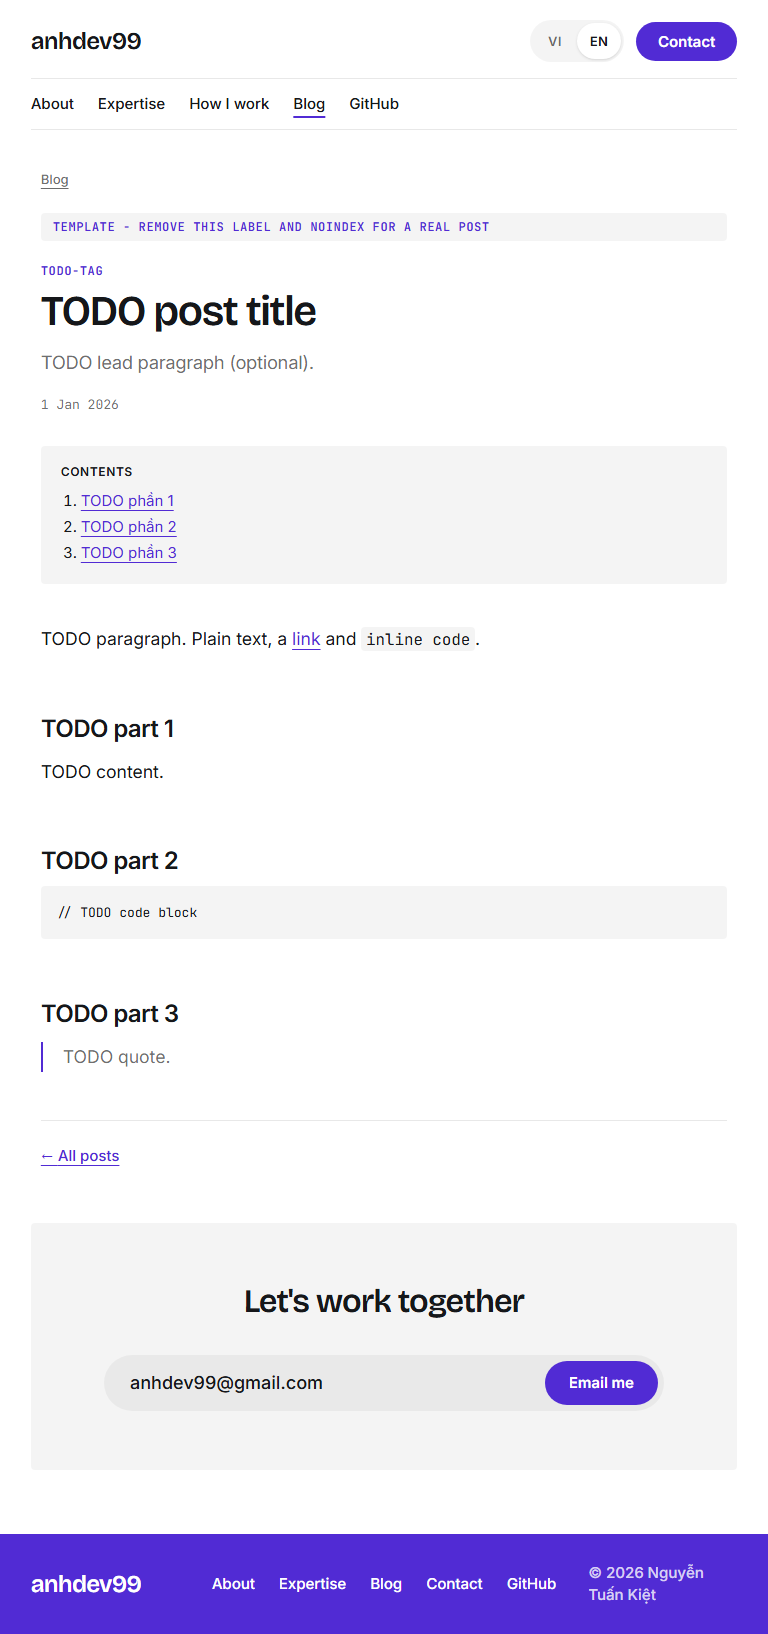 anhdev99
VI EN Contact
About Expertise How I work Blog GitHub
Blog
TEMPLATE - REMOVE THIS LABEL AND NOINDEX FOR A REAL POST
TODO-TAG
TODO post title
TODO lead paragraph (optional).
1 Jan 2026
CONTENTS
1. TODO phần 1
2. TODO phần 2
3. TODO phần 3
TODO paragraph. Plain text, a link and inline code.
TODO part 1
TODO content.
TODO part 2
// TODO code block
TODO part 3
TODO quote.
← All posts
Let's work together
anhdev99@gmail.com Email me
anhdev99 About Expertise Blog Contact GitHub © 2026 Nguyễn
Tuấn Kiệt